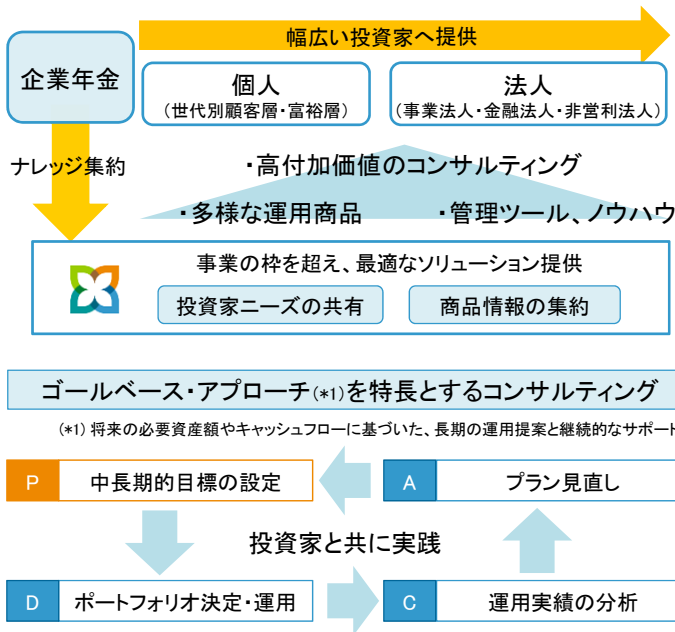 幅広い投資家へ提供
企業年金
個人
(世代別顧客層・富裕層)
法人
(事業法人・金融法人・非営利法人)
ナレッジ集約
・高付加価値のコンサルティング
・多様な運用商品
・管理ツール、ノウハウ
事業の枠を超え、最適なソリューション提供
投資家ニーズの共有
商品情報の集約
ゴールベース・アプローチ(*1)を特長とするコンサルティング
(*1) 将来の必要資産額やキャッシュフローに基づいた、長期の運用提案と継続的なサポート
P 中長期的目標の設定
A プラン見直し
投資家と共に実践
D ポートフォリオ決定・運用
C 運用実績の分析